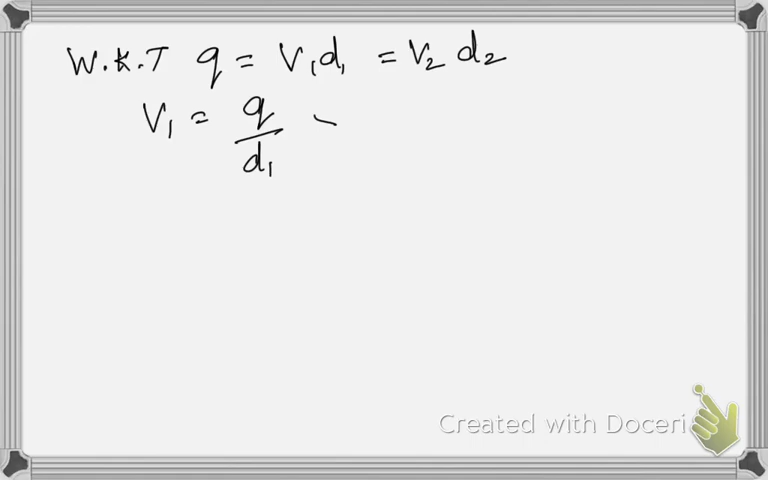 W.K.T q = V₁d₁ = V₂ d₂
V₁ = q/d₁
Created with Doceri